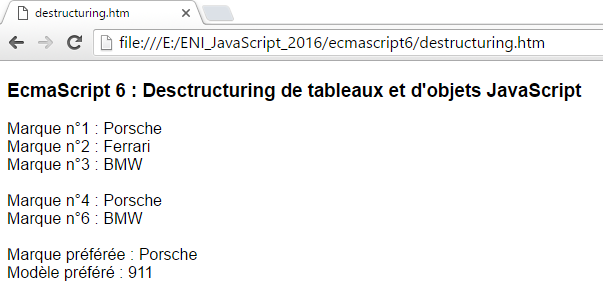 destructuring.htm
file:///E:/ENI_JavaScript_2016/ecmascript6/destructuring.htm
EcmaScript 6 : Desctructuring de tableaux et d'objets JavaScript
Marque n°1 : Porsche
Marque n°2 : Ferrari
Marque n°3 : BMW
Marque n°4 : Porsche
Marque n°6 : BMW
Marque préférée : Porsche
Modèle préféré : 911